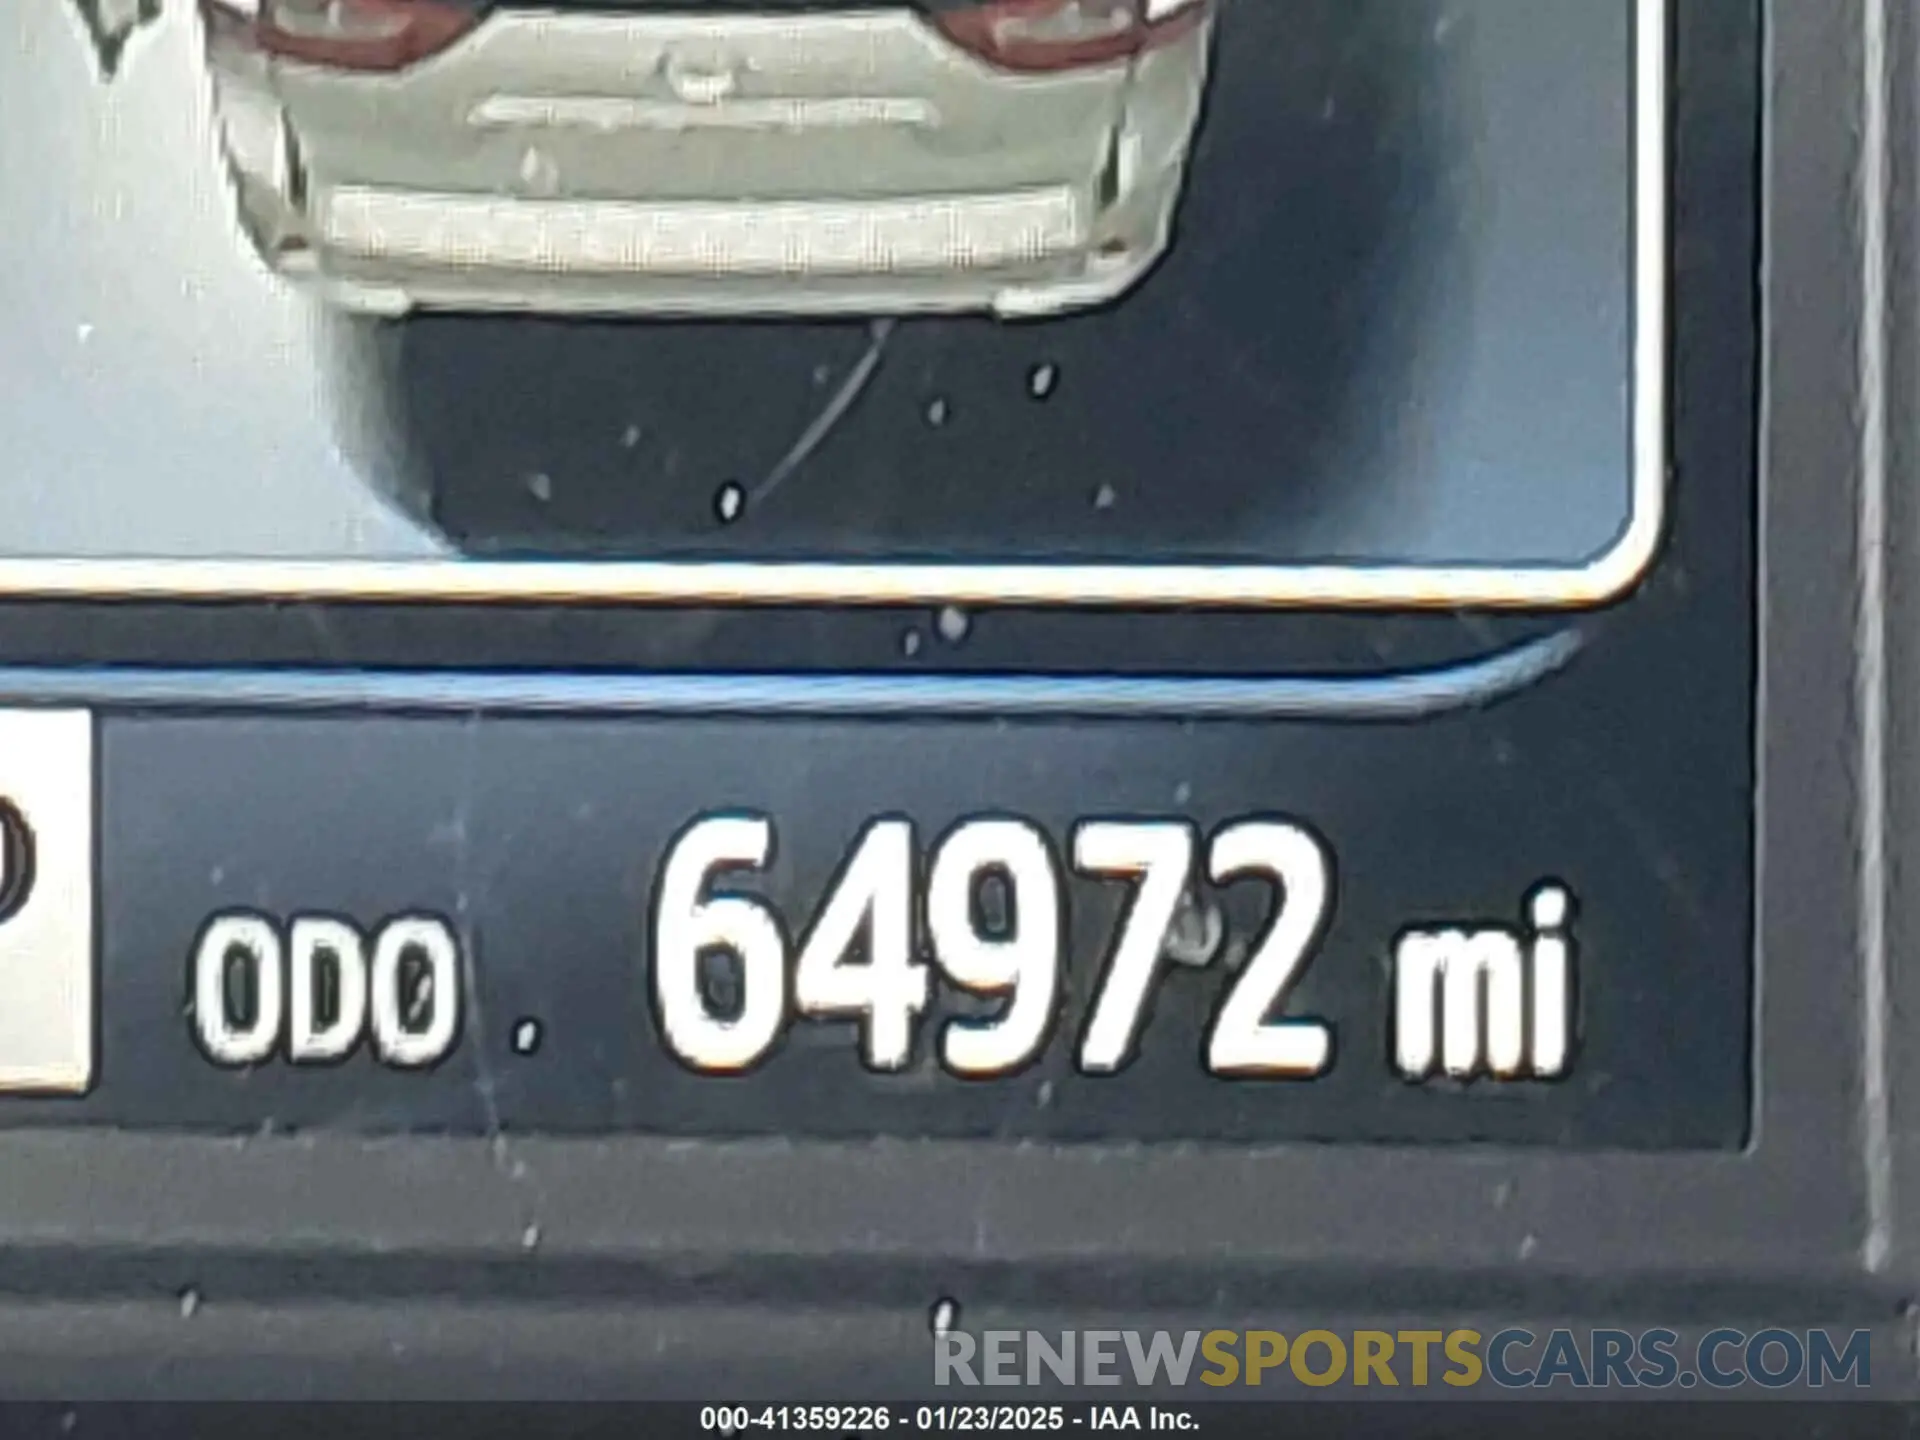 ODO 64972 mi
RENEWSPORTSCARS.COM
000-41359226 - 01/23/2025 - IAA Inc.